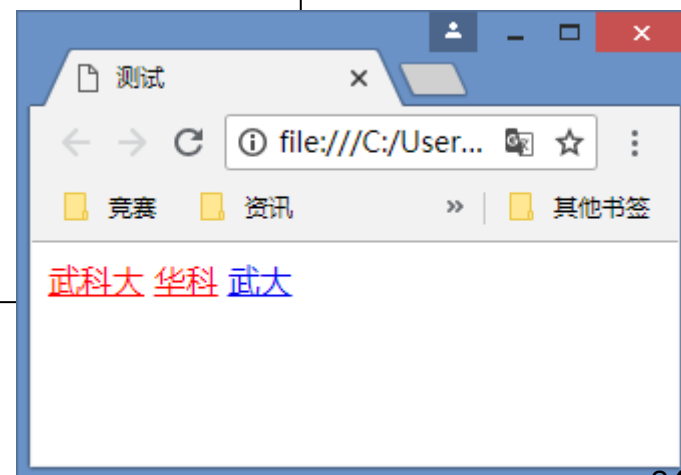 测试
file:///C:/User...
竞赛 资讯 » 其他书签
武科大 华科 武大